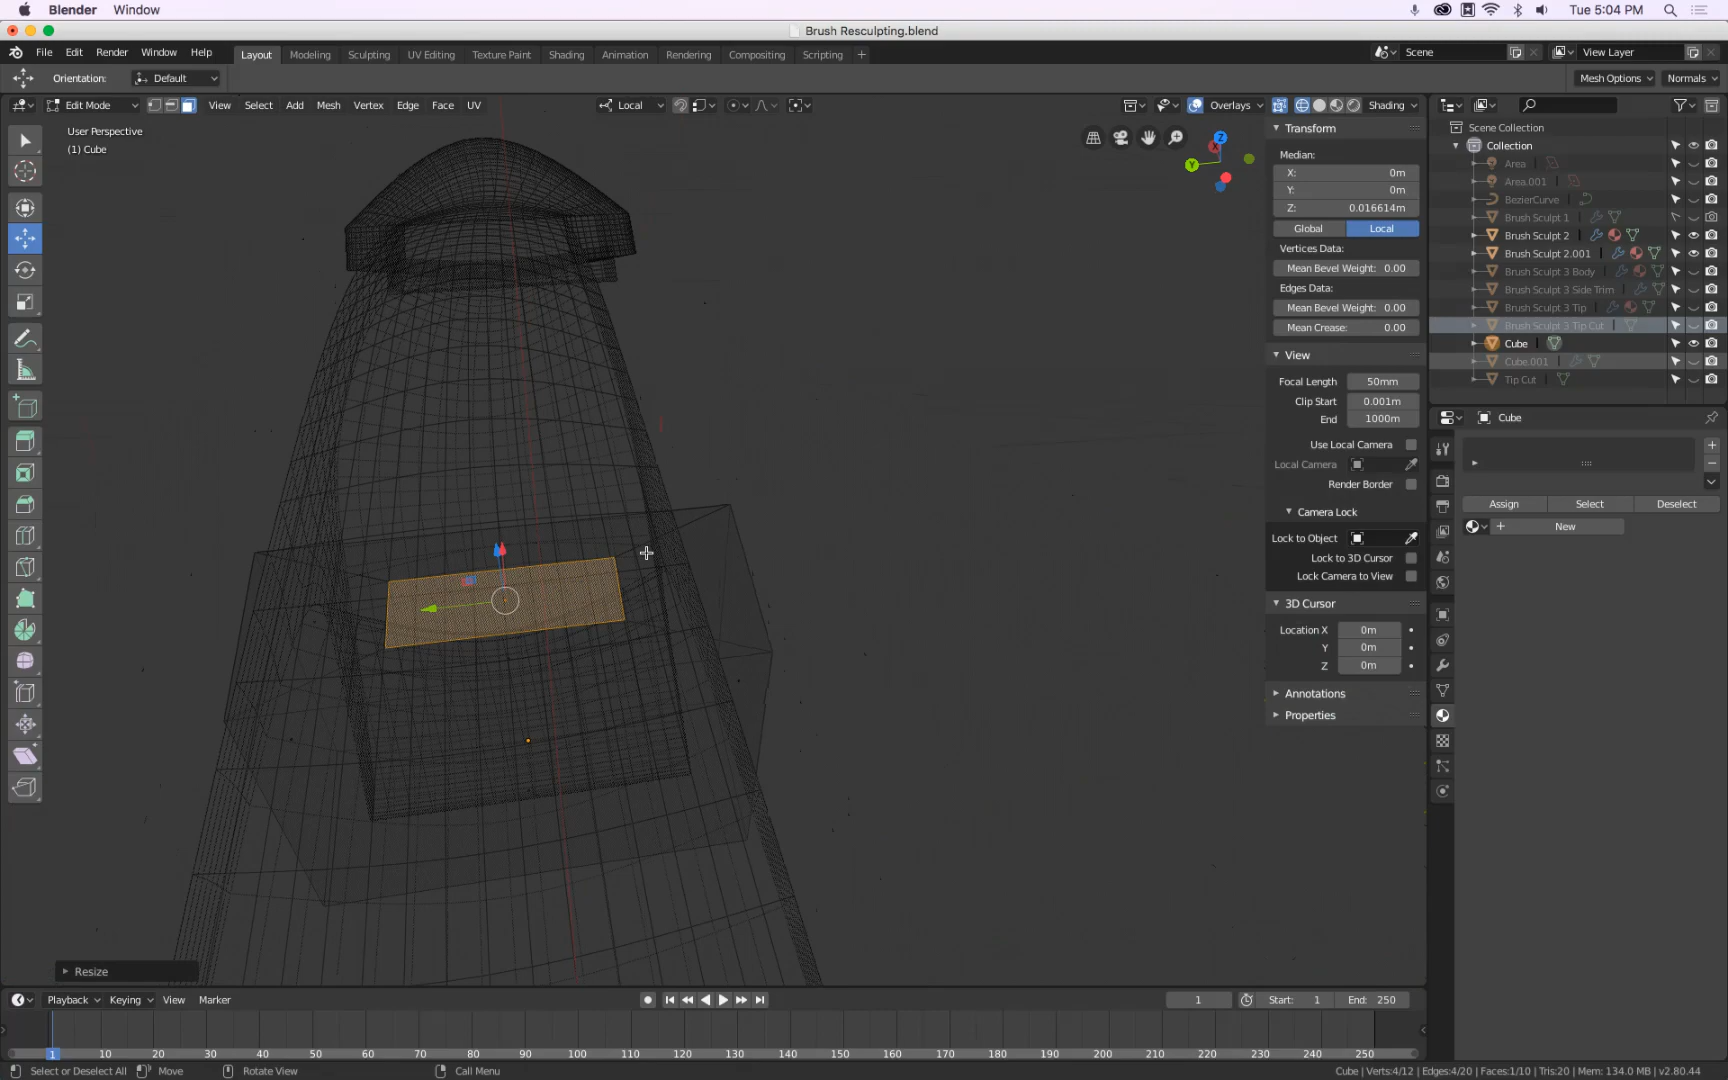 Blender Window Tue 5:04 PM
Brush Resculpting.blend
File Edit Render Window Help Layout Modeling Sculpting UV Editing Texture Paint Shading Animation Rendering Compositing Scripting + Scene View Layer
Orientation: Default Mesh Options Normals
Edit Mode View Select Add Mesh Vertex Edge Face UV Local Overlays Shading
User Perspective
(1) Cube
Z
X
Y
Transform
Median:
X: 0m
Y: 0m
Z: 0.016614m
Global Local
Vertices Data:
Mean Bevel Weight: 0.00
Edges Data:
Mean Bevel Weight: 0.00
Mean Crease: 0.00
View
Focal Length 50mm
Clip Start 0.001m
End 1000m
Use Local Camera
Local Camera
Render Border
Camera Lock
Lock to Object
Lock to 3D Cursor
Lock Camera to View
3D Cursor
Location X 0m
Y 0m
Z 0m
Annotations
Properties
Scene Collection
Collection
Area
Area.001
BezierCurve
Brush Sculpt 1
Brush Sculpt 2
Brush Sculpt 2.001
Brush Sculpt 3 Body
Brush Sculpt 3 Side Trim
Brush Sculpt 3 Tip
Brush Sculpt 3 Tip Cut
Cube
Cube.001
Tip Cut
Cube
Assign Select Deselect
New
Resize
Playback Keying View Marker 1 Start: 1 End: 250
1 10 20 30 40 50 60 70 80 90 100 110 120 130 140 150 160 170 180 190 200 210 220 230 240 250
Select or Deselect All Move Rotate View Call Menu Cube | Verts:4/12 | Edges:4/20 | Faces:1/10 | Tris:20 | Mem: 134.0 MB | v2.80.44